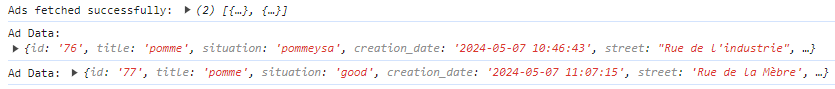 Ads fetched successfully: ▶ (2) [{…}, {…}]
Ad Data:
▶ {id: '76', title: 'pomme', situation: 'pommeysa', creation_date: '2024-05-07 10:46:43', street: "Rue de l'industrie", …}
Ad Data: ▶ {id: '77', title: 'pomme', situation: 'good', creation_date: '2024-05-07 11:07:15', street: 'Rue de la Mèbre', …}